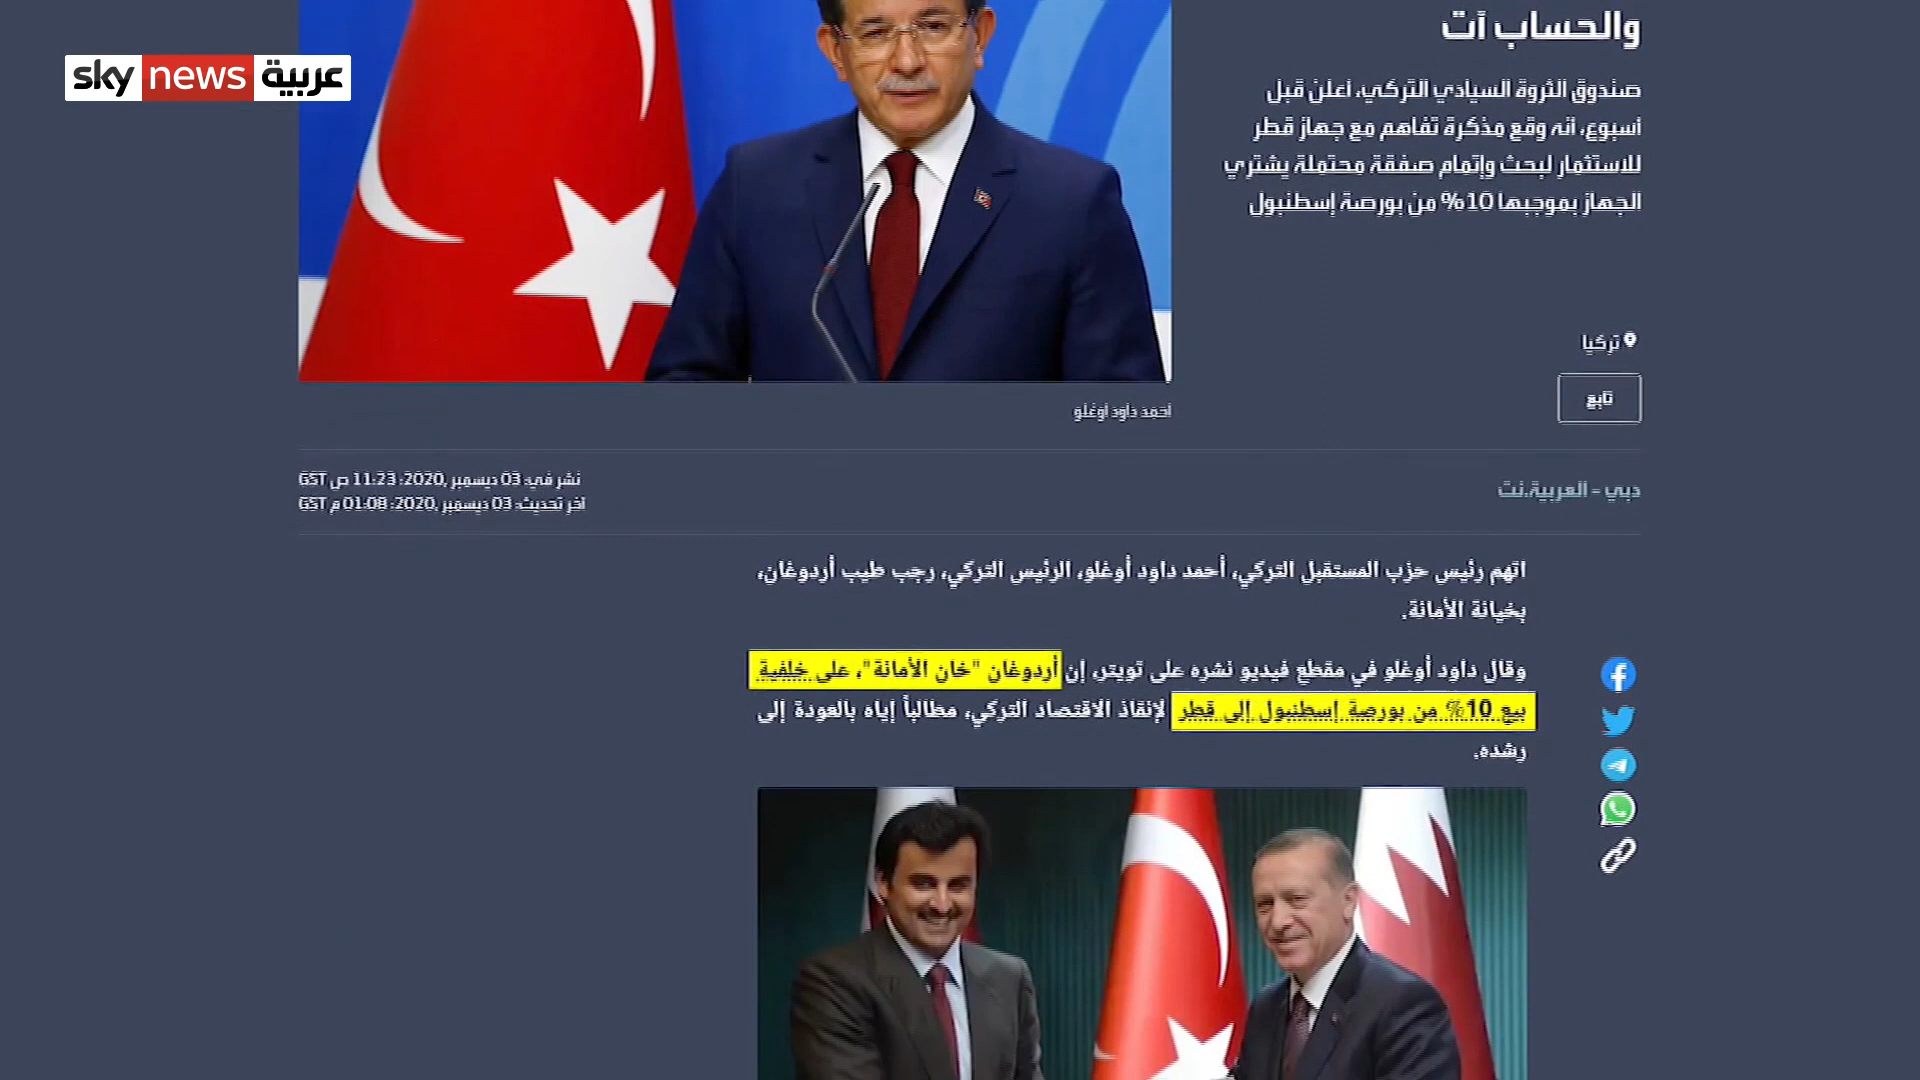 sky news عربية
والحساب آت
صندوق الثروة السيادي التركي، أعلن قبل
أسبوع، أنه وقع مذكرة تفاهم مع جهاز قطر
للاستثمار لبحث وإتمام صفقة محتملة يشتري
الجهاز بموجبها 10% من بورصة إسطنبول
تركيا
تابع
أحمد داود أوغلو
دبي - العربية.نت
نشر في: 03 ديسمبر ,2020: 11:23 ص GST
آخر تحديث: 03 ديسمبر ,2020: 01:08 م GST
اتهم رئيس حزب المستقبل التركي، أحمد داود أوغلو، الرئيس التركي، رجب طيب أردوغان،
بخيانة الأمانة.
وقال داود أوغلو في مقطع فيديو نشره على تويتر، إن أردوغان "خان الأمانة"، على خلفية
بيع 10% من بورصة إسطنبول إلى قطر لإنقاذ الاقتصاد التركي، مطالباً إياه بالعودة إلى
رشده.